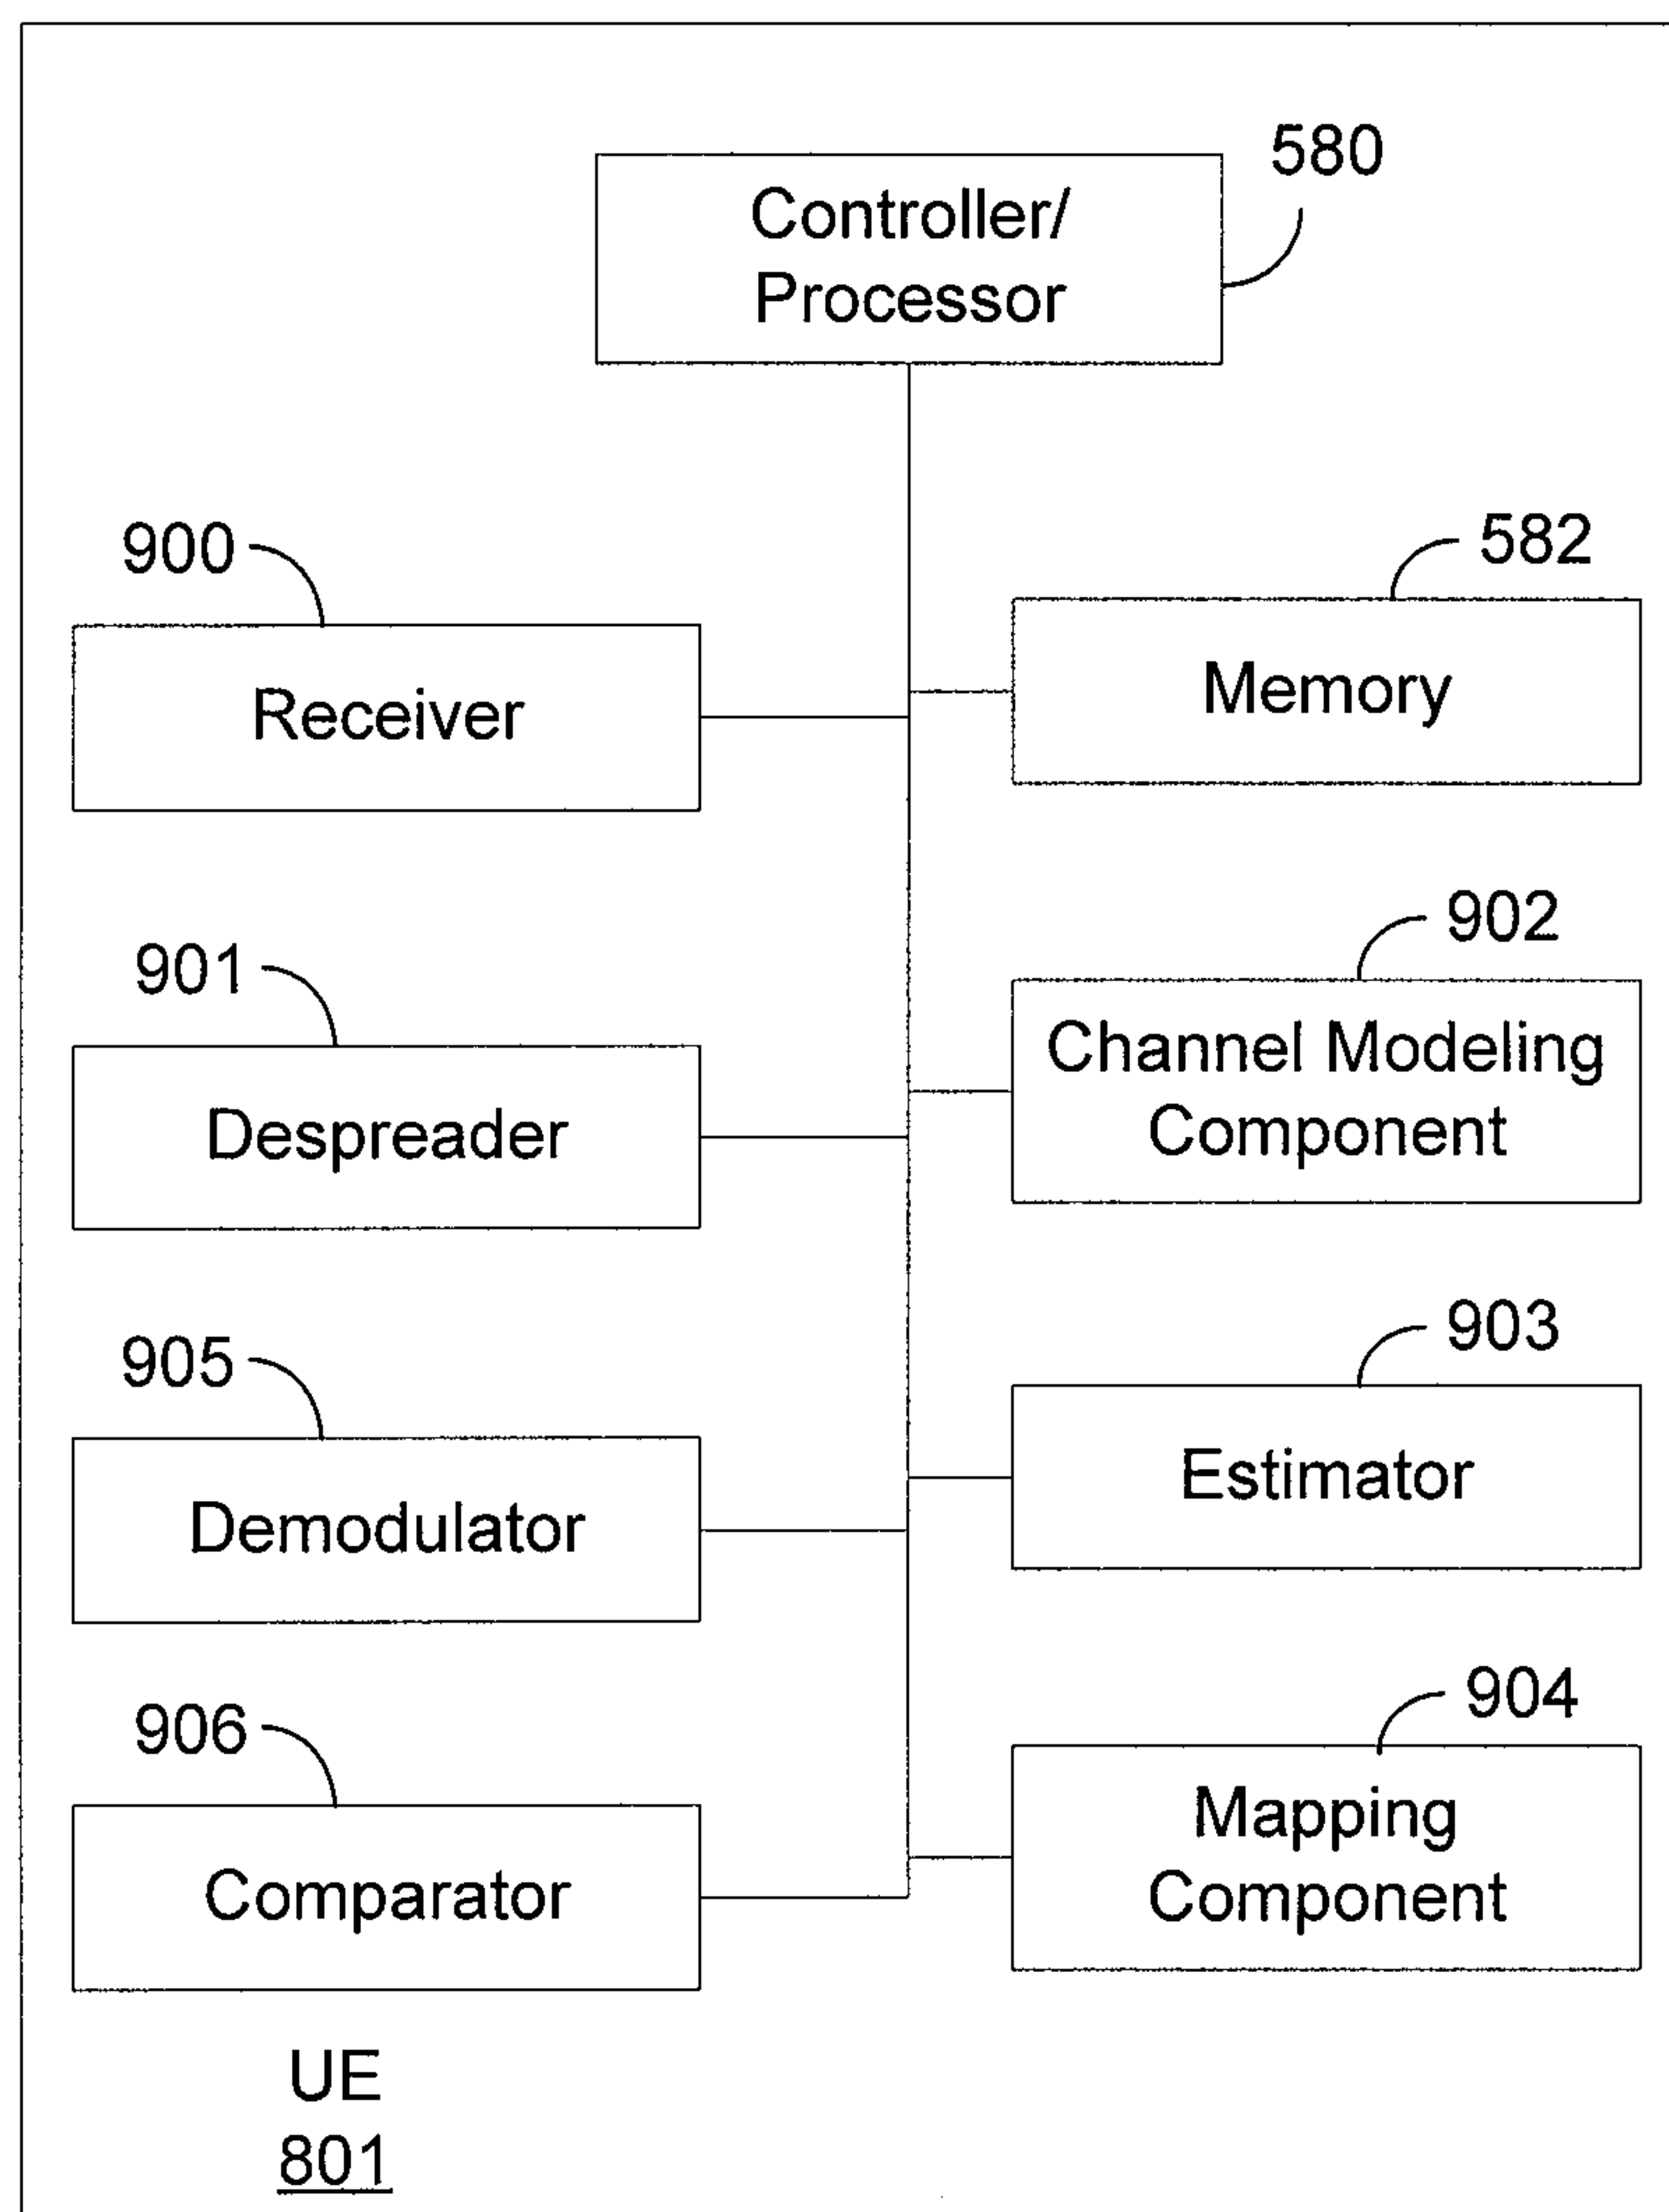 580
Controller/
Processor
900
582
Receiver
Memory
901
902
Despreader
Channel Modeling
Component
905
903
Demodulator
Estimator
906
904
Comparator
Mapping
Component
UE
801